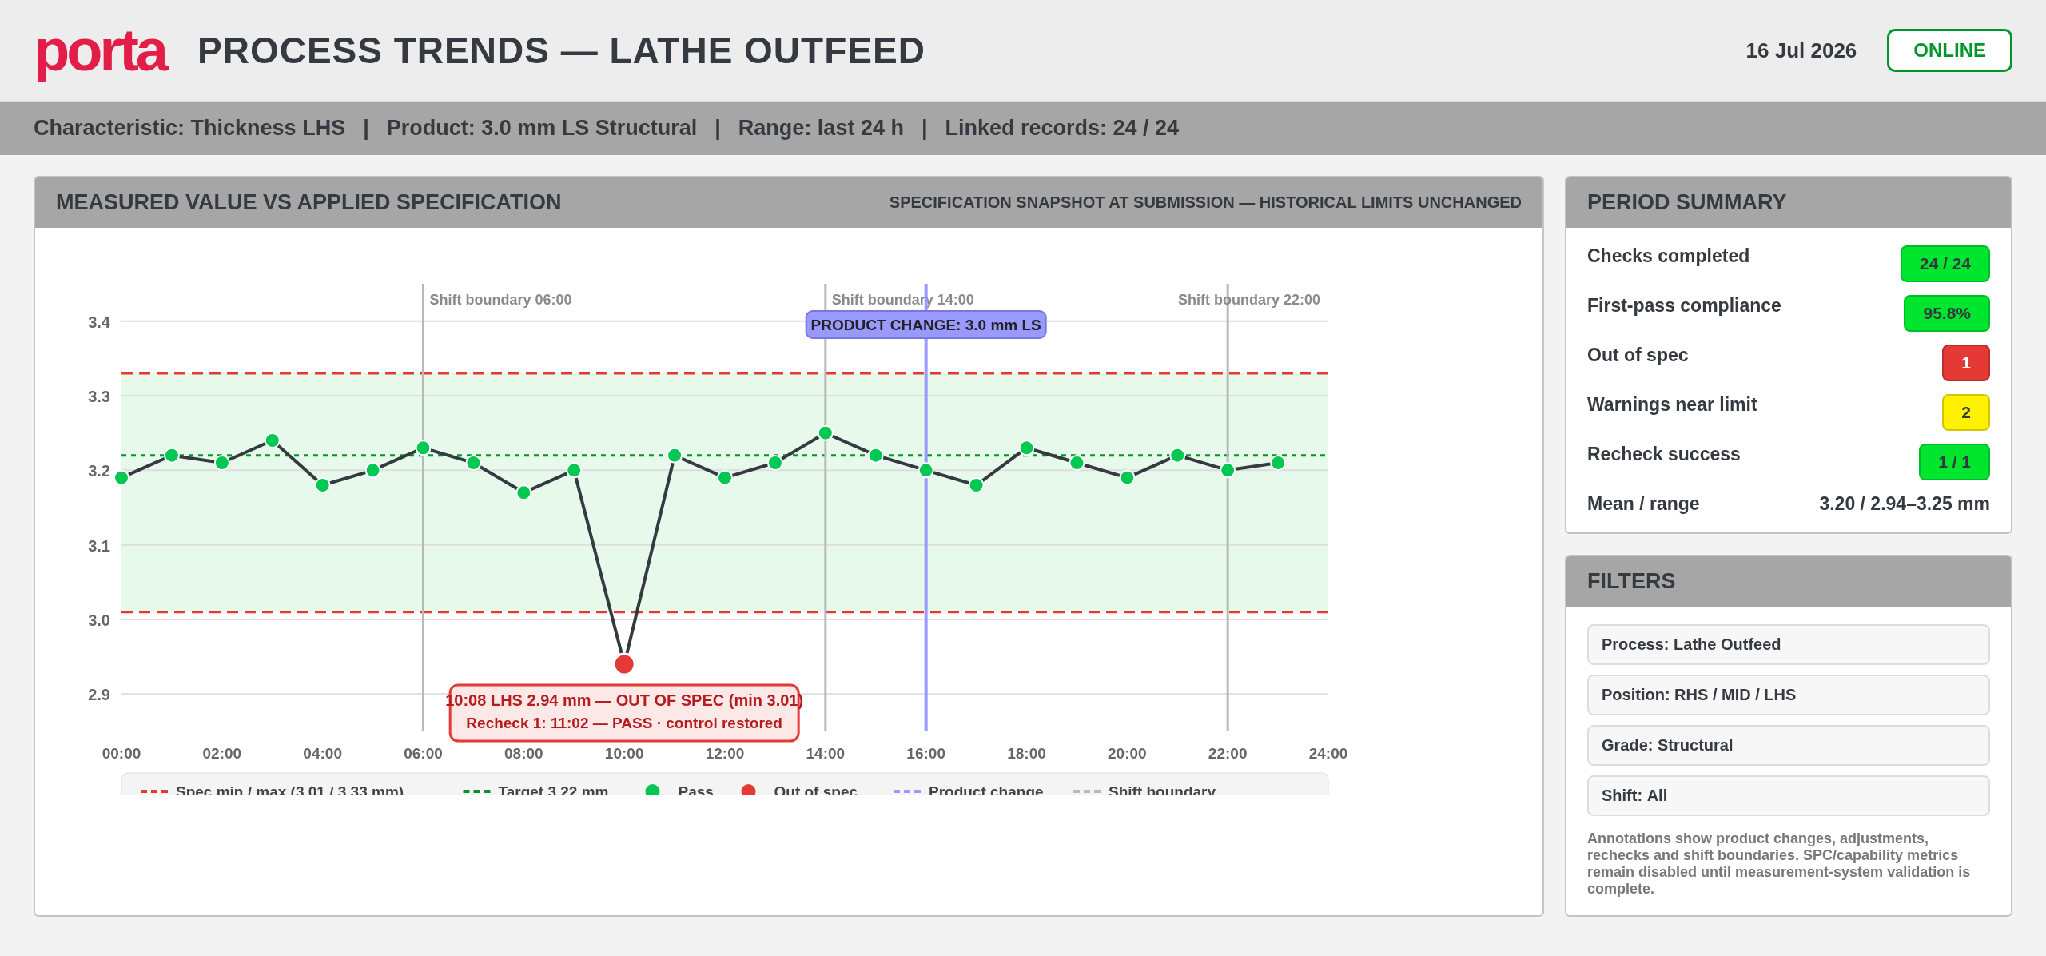 porta
PROCESS TRENDS — LATHE OUTFEED
16 Jul 2026
ONLINE
Characteristic: Thickness LHS | Product: 3.0 mm LS Structural | Range: last 24 h | Linked records: 24 / 24
MEASURED VALUE VS APPLIED SPECIFICATION
SPECIFICATION SNAPSHOT AT SUBMISSION — HISTORICAL LIMITS UNCHANGED
Shift boundary 06:00
Shift boundary 14:00
Shift boundary 22:00
PRODUCT CHANGE: 3.0 mm LS
3.4
3.3
3.2
3.1
3.0
2.9
10:08 LHS 2.94 mm — OUT OF SPEC (min 3.01)
Recheck 1: 11:02 — PASS · control restored
00:00
02:00
04:00
06:00
08:00
10:00
12:00
14:00
16:00
18:00
20:00
22:00
24:00
Spec min / max (3.01 / 3.33 mm)
Target 3.22 mm
Pass
Out of spec
Product change
Shift boundary
PERIOD SUMMARY
Checks completed
24 / 24
First-pass compliance
95.8%
Out of spec
1
Warnings near limit
2
Recheck success
1 / 1
Mean / range
3.20 / 2.94–3.25 mm
FILTERS
Process: Lathe Outfeed
Position: RHS / MID / LHS
Grade: Structural
Shift: All
Annotations show product changes, adjustments,
rechecks and shift boundaries. SPC/capability metrics
remain disabled until measurement-system validation is
complete.